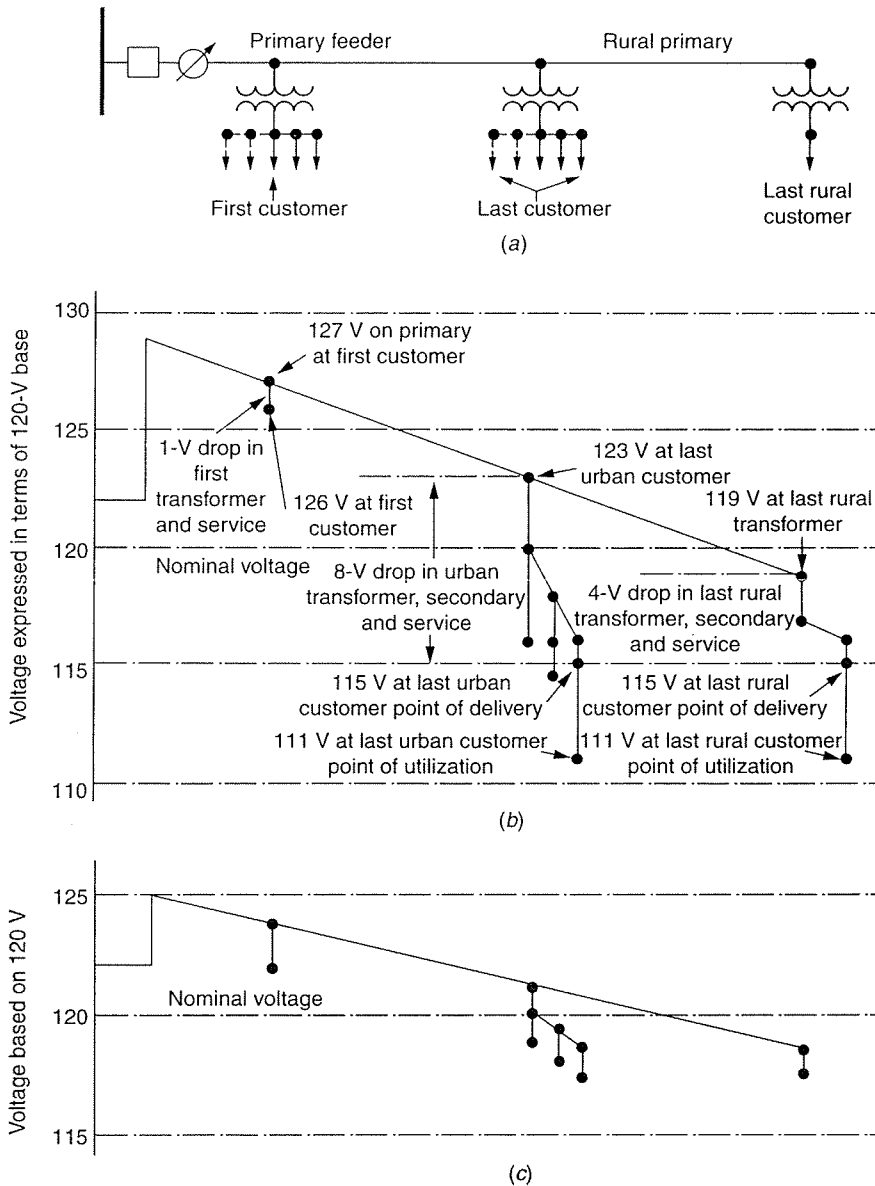 Primary feeder
Rural primary
First customer
Last customer
Last rural
customer
(a)
Voltage expressed in terms of 120-V base
130
125
120
115
110
127 V on primary
at first customer
1-V drop in
first
transformer
and service
126 V at first
customer
123 V at last
urban customer
119 V at last rural
transformer
Nominal voltage
8-V drop in urban
transformer, secondary
and service
4-V drop in last rural
transformer, secondary
and service
115 V at last urban
customer point of delivery
115 V at last rural
customer point of delivery
111 V at last urban customer
point of utilization
111 V at last rural customer
point of utilization
(b)
Voltage based on 120 V
125
120
115
Nominal voltage
(c)